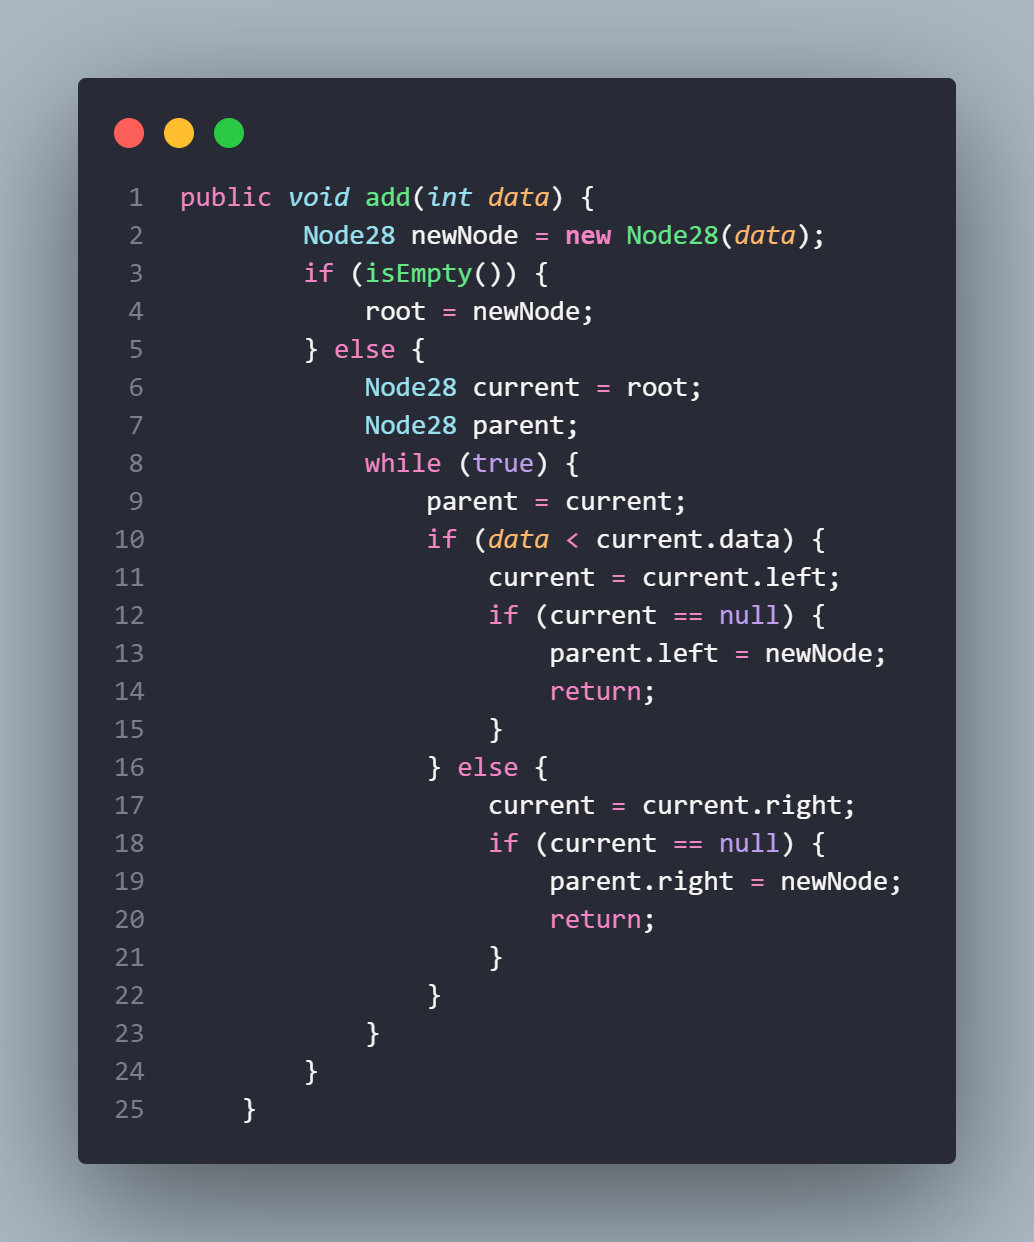 1 public void add(int data) {
2         Node28 newNode = new Node28(data);
3         if (isEmpty()) {
4             root = newNode;
5         } else {
6             Node28 current = root;
7             Node28 parent;
8             while (true) {
9                 parent = current;
10                 if (data < current.data) {
11                     current = current.left;
12                     if (current == null) {
13                         parent.left = newNode;
14                         return;
15                     }
16                 } else {
17                     current = current.right;
18                     if (current == null) {
19                         parent.right = newNode;
20                         return;
21                     }
22                 }
23             }
24         }
25     }